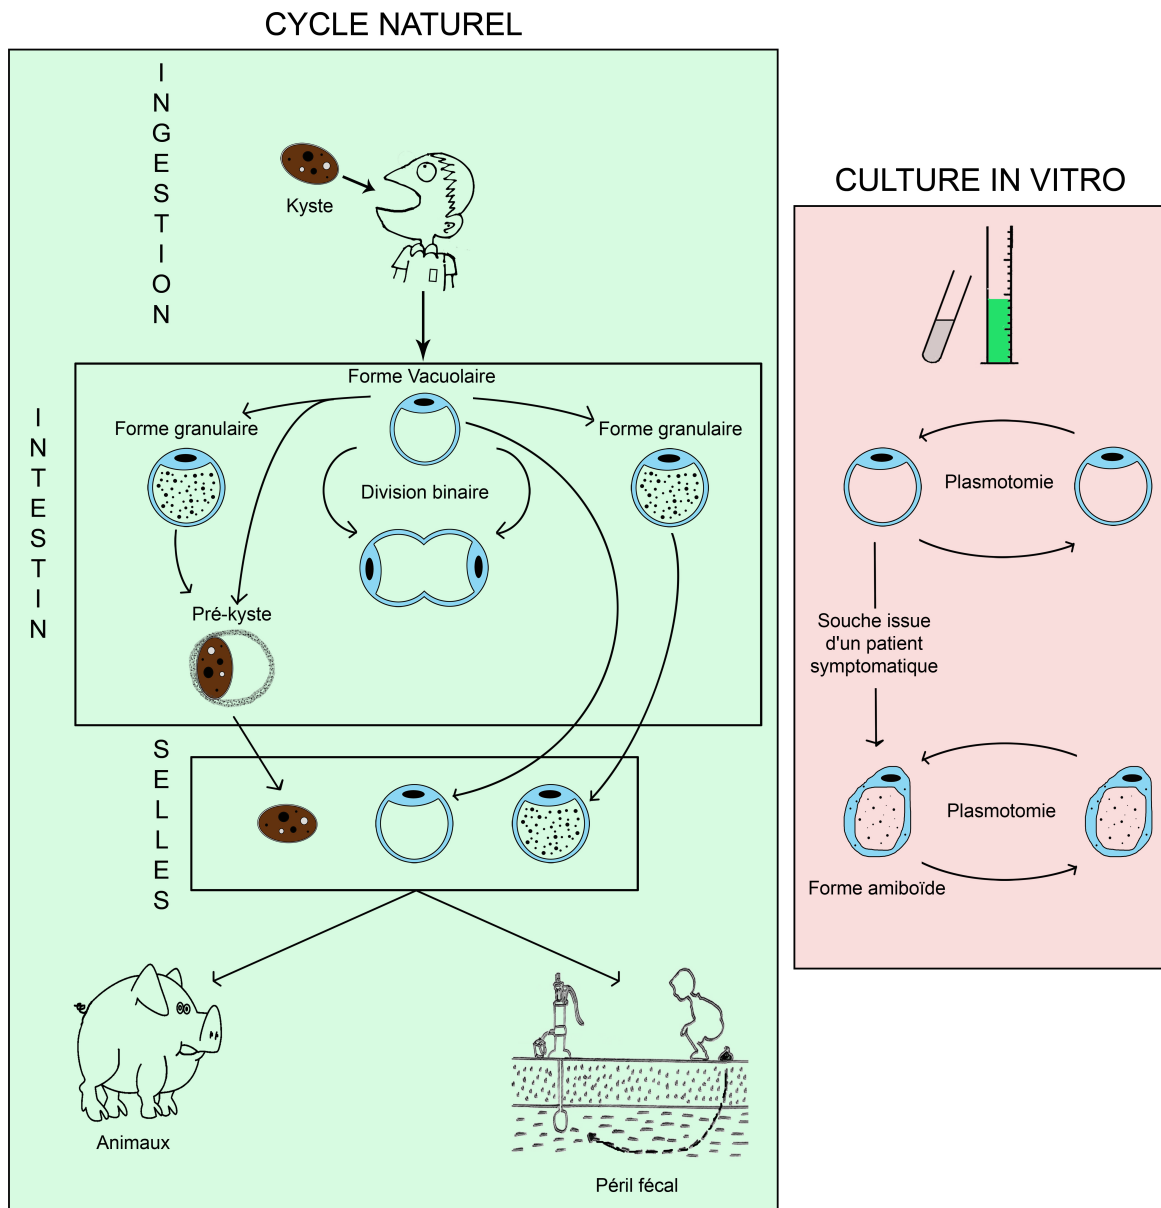 CYCLE NATUREL
INGESTION
Kyste
INTESTIN
Forme Vacuolaire
Forme granulaire
Forme granulaire
Division binaire
Pré-kyste
SELLES
Animaux
Péril fécal
CULTURE IN VITRO
Plasmotomie
Souche issue
d'un patient
symptomatique
Plasmotomie
Forme amiboïde